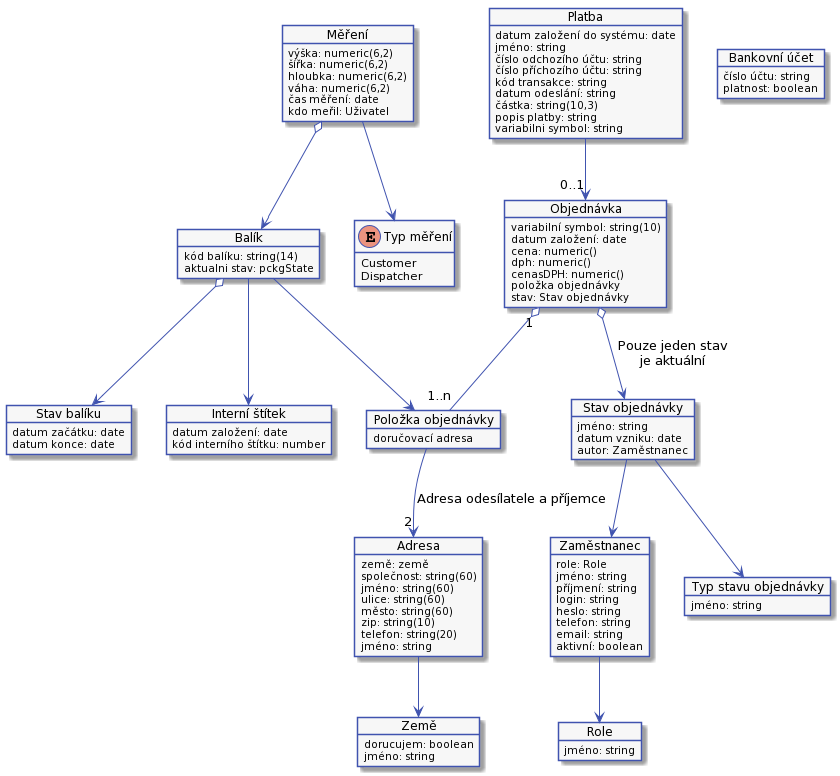 Měření
výška: numeric(6,2)
šířka: numeric(6,2)
hloubka: numeric(6,2)
váha: numeric(6,2)
čas měření: date
kdo meřil: Uživatel
Platba
datum založení do systému: date
jméno: string
číslo odchozího účtu: string
číslo příchozího účtu: string
kód transakce: string
datum odeslání: string
částka: string(10,3)
popis platby: string
variabilni symbol: string
Bankovní účet
číslo účtu: string
platnost: boolean
0..1
Balík
kód balíku: string(14)
aktualni stav: pckgState
E Typ měření
Customer
Dispatcher
Objednávka
variabilní symbol: string(10)
datum založení: date
cena: numeric()
dph: numeric()
cenasDPH: numeric()
položka objednávky
stav: Stav objednávky
1
Pouze jeden stav
je aktuální
1..n
Stav balíku
datum začátku: date
datum konce: date
Interní štítek
datum založení: date
kód interního štítku: number
Položka objednávky
doručovací adresa
Stav objednávky
jméno: string
datum vzniku: date
autor: Zaměstnanec
Adresa odesílatele a příjemce
2
Adresa
země: země
společnost: string(60)
jméno: string(60)
ulice: string(60)
město: string(60)
zip: string(10)
telefon: string(20)
jméno: string
Zaměstnanec
role: Role
jméno: string
příjmení: string
login: string
heslo: string
telefon: string
email: string
aktivní: boolean
Typ stavu objednávky
jméno: string
Země
dorucujem: boolean
jméno: string
Role
jméno: string